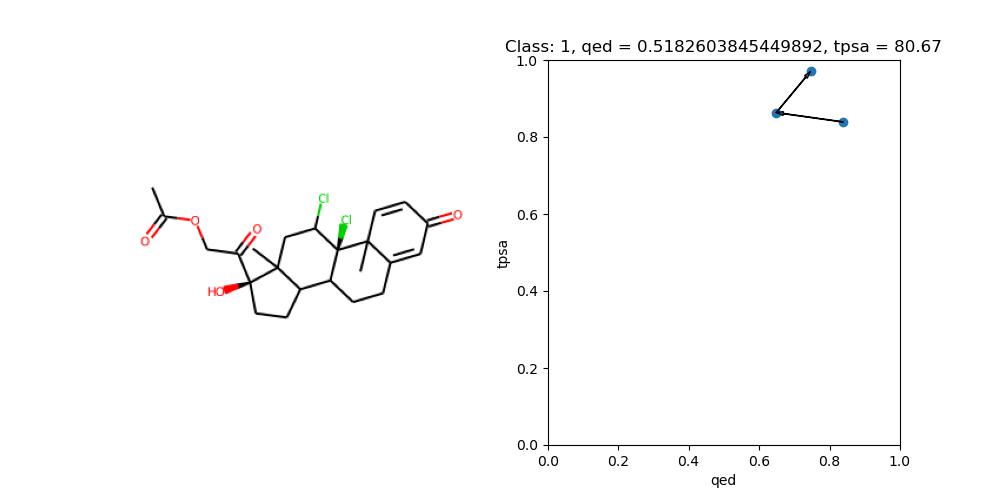 Class: 1, qed = 0.5182603845449892, tpsa = 80.67
Cl
Cl
O
O
O
O
HO
1.0
0.8
0.6
0.4
0.2
0.0
tpsa
0.0 0.2 0.4 0.6 0.8 1.0
qed